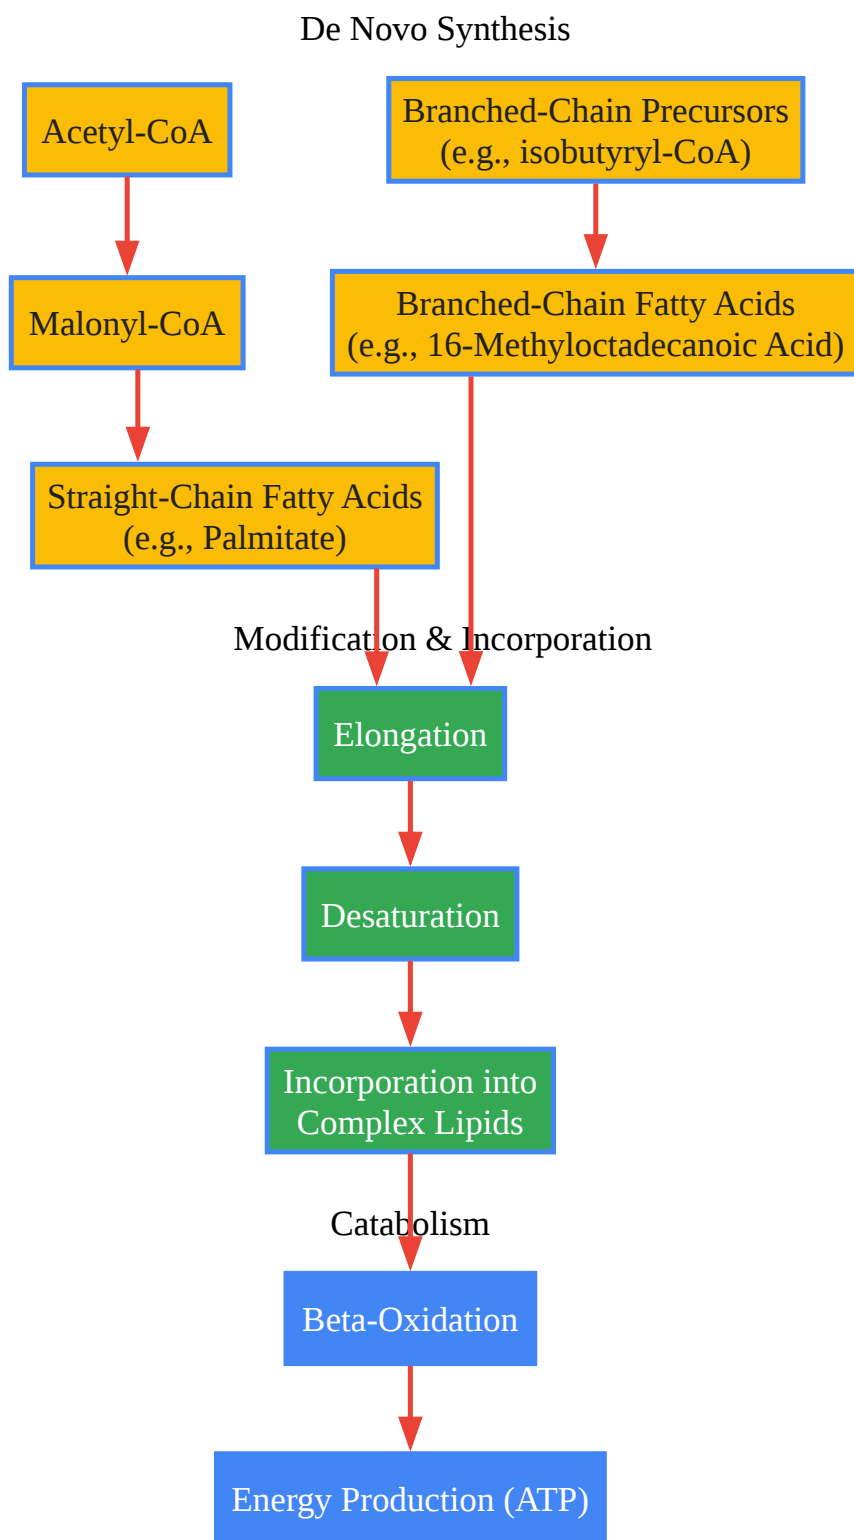 De Novo Synthesis
Acetyl-CoA
Branched-Chain Precursors
(e.g., isobutyryl-CoA)
Malonyl-CoA
Branched-Chain Fatty Acids
(e.g., 16-Methyloctadecanoic Acid)
Straight-Chain Fatty Acids
(e.g., Palmitate)
Modification & Incorporation
Elongation
Desaturation
Incorporation into
Complex Lipids
Catabolism
Beta-Oxidation
Energy Production (ATP)